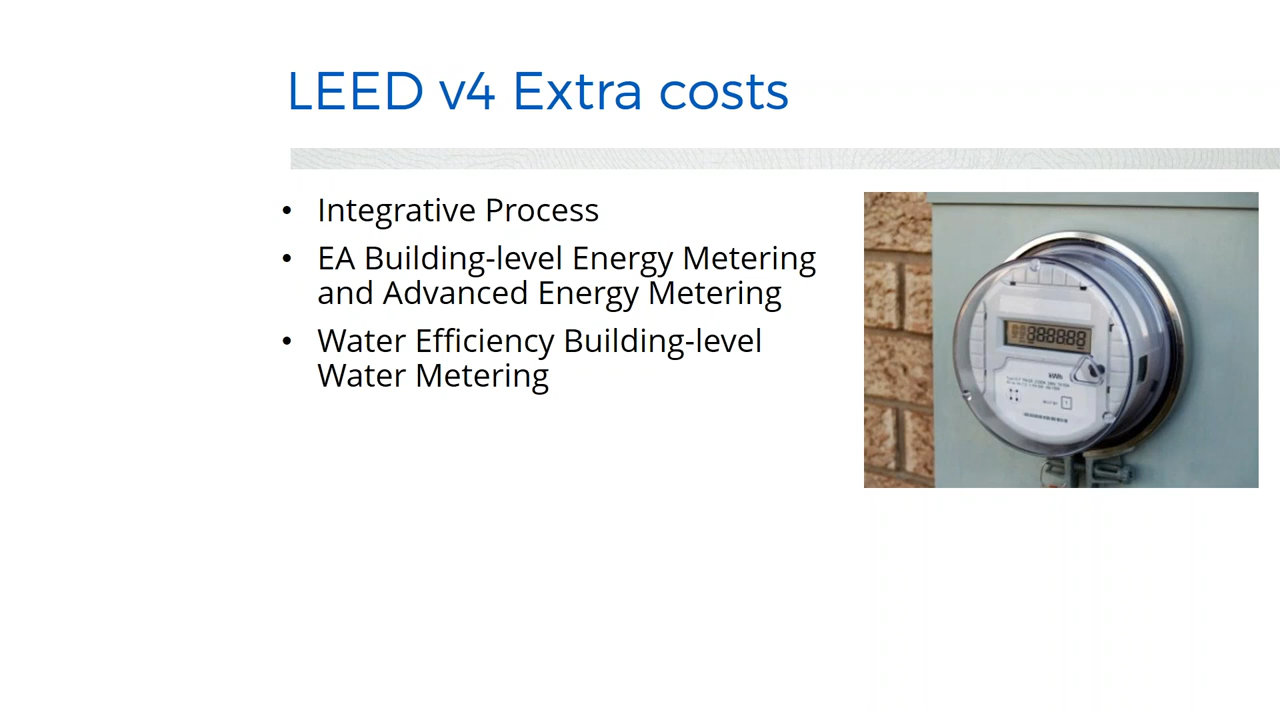 LEED v4 Extra costs
• Integrative Process
• EA Building-level Energy Metering
and Advanced Energy Metering
• Water Efficiency Building-level
Water Metering
kWh